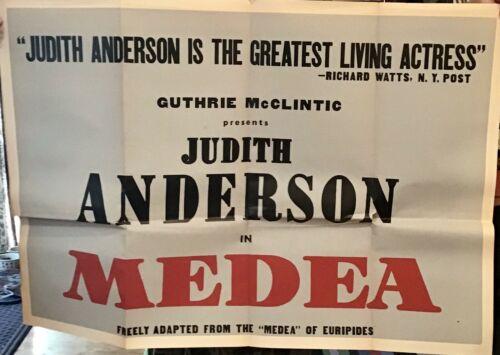 "JUDITH ANDERSON IS THE GREATEST LIVING ACTRESS"
—RICHARD WATTS, N. Y. POST
GUTHRIE McCLINTIC
presents
JUDITH
ANDERSON
IN
MEDEA
FREELY ADAPTED FROM THE "MEDEA" OF EURIPIDES